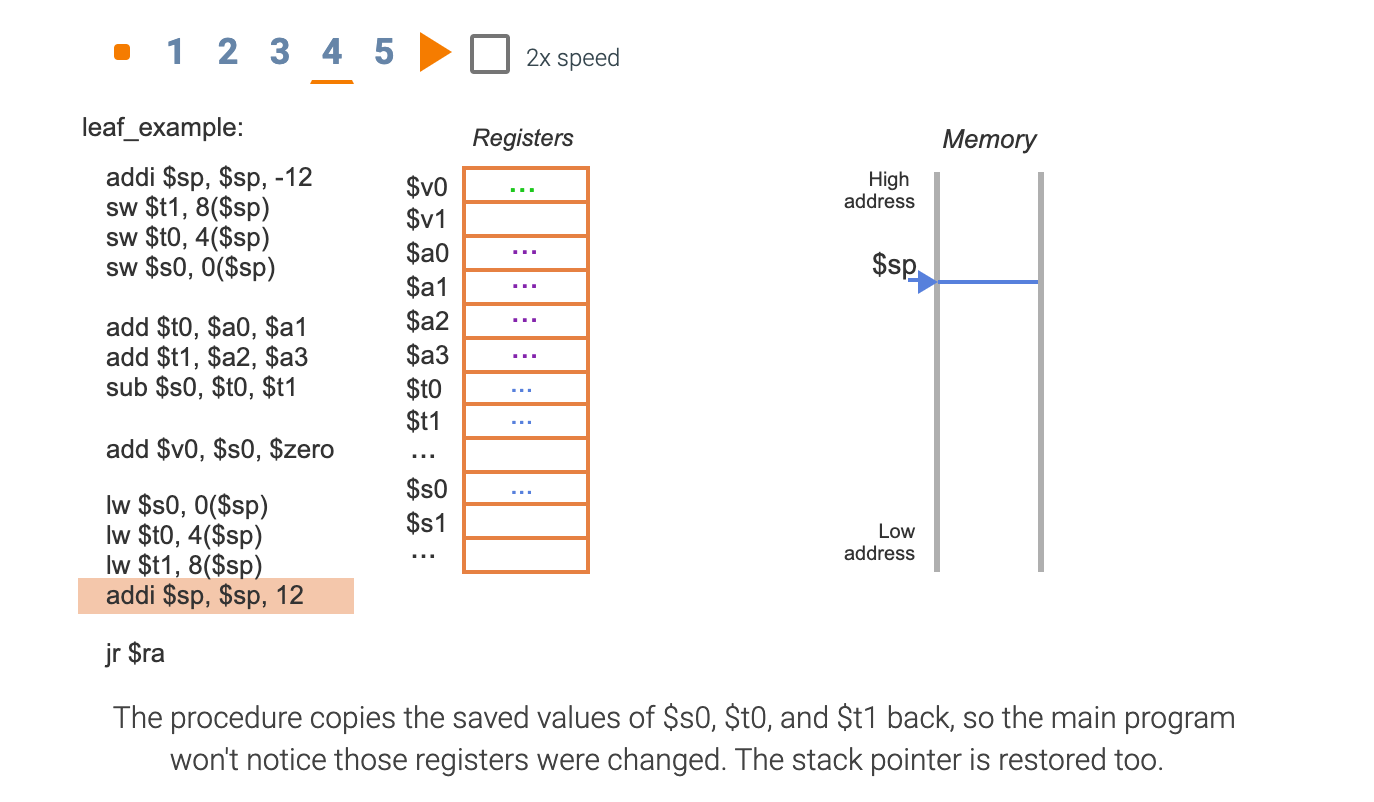 1 2 3 4 5 2x speed
leaf_example:
addi $sp, $sp, -12
sw $t1, 8($sp)
sw $t0, 4($sp)
sw $s0, 0($sp)
add $t0, $a0, $a1
add $t1, $a2, $a3
sub $s0, $t0, $t1
add $v0, $s0, $zero
lw $s0, 0($sp)
lw $t0, 4($sp)
lw $t1, 8($sp)
addi $sp, $sp, 12
jr $ra
Registers
$v0 ...
$v1
$a0 ...
$a1 ...
$a2 ...
$a3 ...
$t0 ...
$t1 ...
...
$s0 ...
$s1
...
Memory
High
address
$sp
Low
address
The procedure copies the saved values of $s0, $t0, and $t1 back, so the main program
won't notice those registers were changed. The stack pointer is restored too.